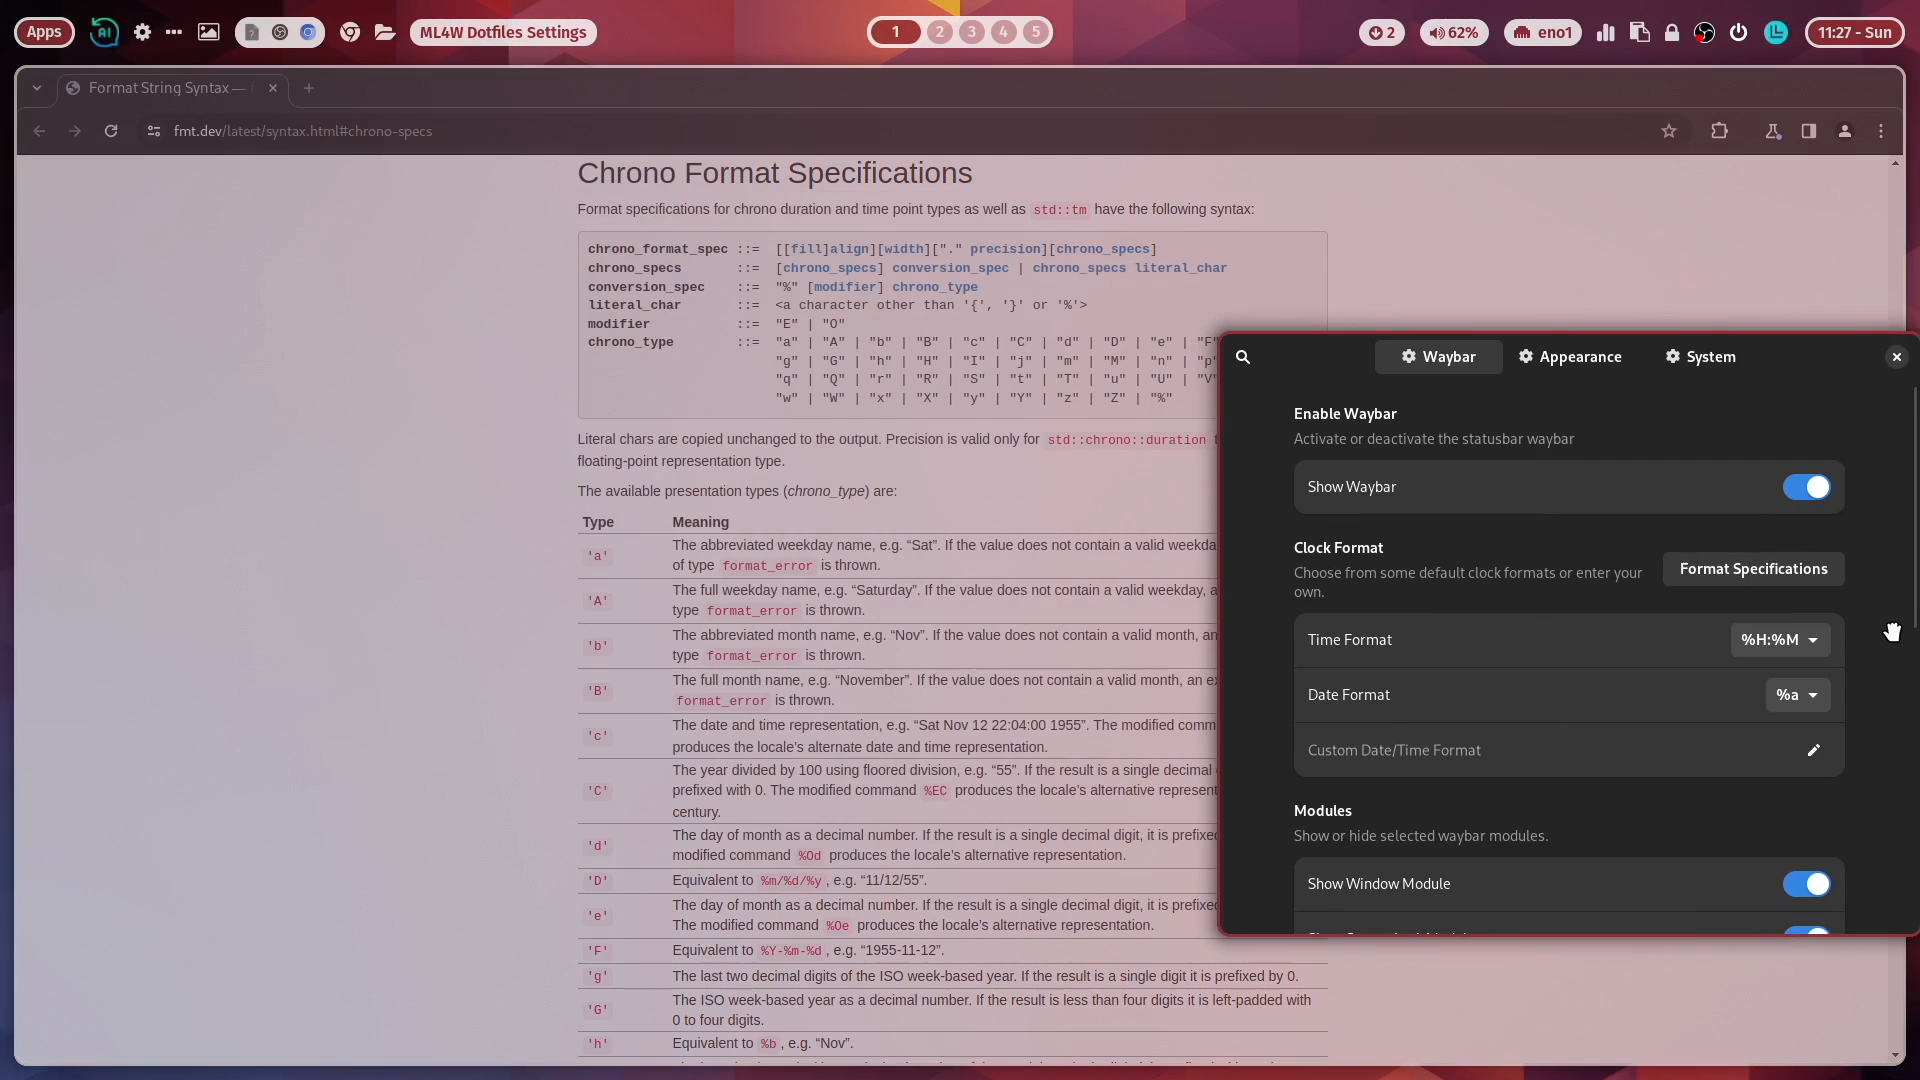 Apps
AI
ML4W Dotfiles Settings
1 2 3 4 5
2
62%
eno1
11:27 - Sun
Format String Syntax —
fmt.dev/latest/syntax.html#chrono-specs
Chrono Format Specifications
Format specifications for chrono duration and time point types as well as std::tm have the following syntax:
chrono_format_spec ::= [[fill]align][width]["." precision][chrono_specs]
chrono_specs ::= [chrono_specs] conversion_spec | chrono_specs literal_char
conversion_spec ::= "%" [modifier] chrono_type
literal_char ::= <a character other than '{', '}' or '%'>
modifier ::= "E" | "O"
chrono_type ::= "a" | "A" | "b" | "B" | "c" | "C" | "d" | "D" | "e" | "F"
"g" | "G" | "h" | "H" | "I" | "j" | "m" | "M" | "n" | "p"
"q" | "Q" | "r" | "R" | "S" | "t" | "T" | "u" | "U" | "V"
"w" | "W" | "x" | "X" | "y" | "Y" | "z" | "Z" | "%"
Literal chars are copied unchanged to the output. Precision is valid only for std::chrono::duration
floating-point representation type.
The available presentation types (chrono_type) are:
Type Meaning
'a' The abbreviated weekday name, e.g. “Sat”. If the value does not contain a valid weekda
of type format_error is thrown.
'A' The full weekday name, e.g. “Saturday”. If the value does not contain a valid weekday, a
type format_error is thrown.
'b' The abbreviated month name, e.g. “Nov”. If the value does not contain a valid month, an
type format_error is thrown.
'B' The full month name, e.g. “November”. If the value does not contain a valid month, an e
format_error is thrown.
'c' The date and time representation, e.g. “Sat Nov 12 22:04:00 1955”. The modified comm
produces the locale’s alternate date and time representation.
'C' The year divided by 100 using floored division, e.g. “55”. If the result is a single decimal
prefixed with 0. The modified command %EC produces the locale’s alternative represent
century.
'd' The day of month as a decimal number. If the result is a single decimal digit, it is prefixe
modified command %Od produces the locale’s alternative representation.
'D' Equivalent to %m/%d/%y, e.g. “11/12/55”.
'e' The day of month as a decimal number. If the result is a single decimal digit, it is prefixe
The modified command %Oe produces the locale’s alternative representation.
'F' Equivalent to %Y-%m-%d, e.g. “1955-11-12”.
'g' The last two decimal digits of the ISO week-based year. If the result is a single digit it is prefixed by 0.
'G' The ISO week-based year as a decimal number. If the result is less than four digits it is left-padded with
0 to four digits.
'h' Equivalent to %b, e.g. “Nov”.
Waybar
Appearance
System
Enable Waybar
Activate or deactivate the statusbar waybar
Show Waybar
Clock Format
Choose from some default clock formats or enter your
own.
Format Specifications
Time Format %H:%M
Date Format %a
Custom Date/Time Format
Modules
Show or hide selected waybar modules.
Show Window Module